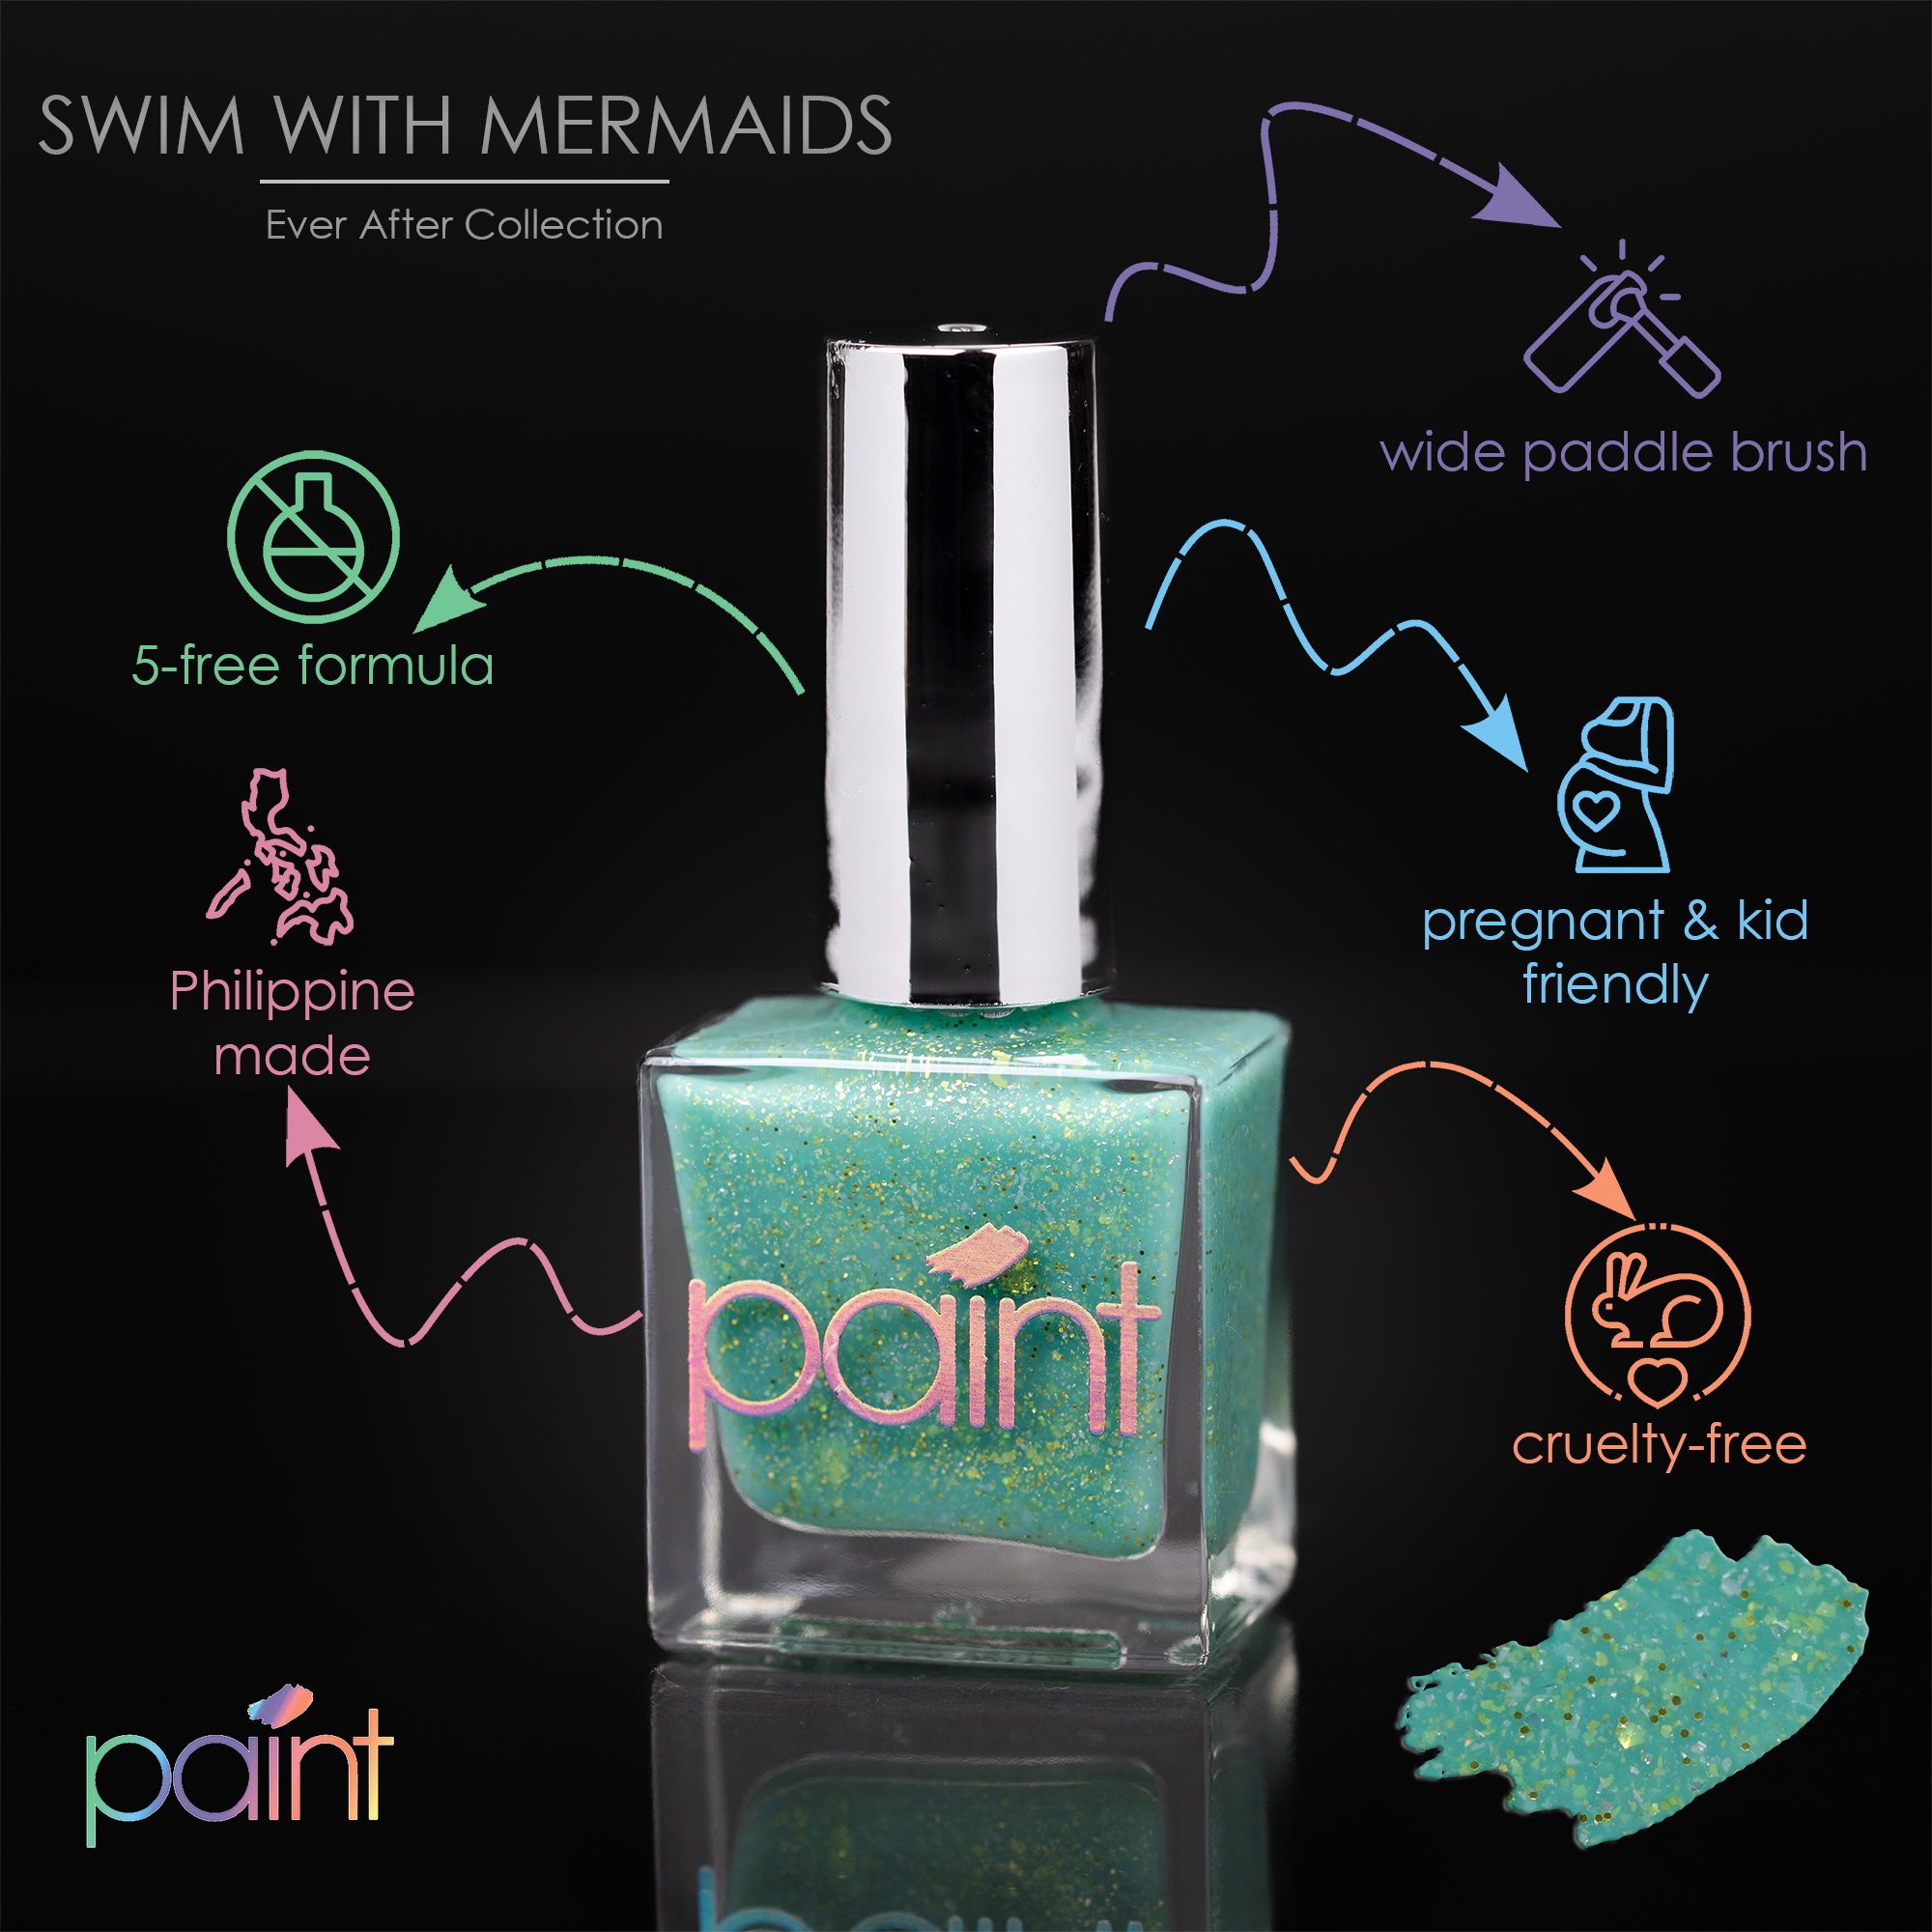 SWIM WITH MERMAIDS
Ever After Collection
wide paddle brush
5-free formula
pregnant & kid
friendly
Philippine
made
paint
cruelty-free
paint
paint